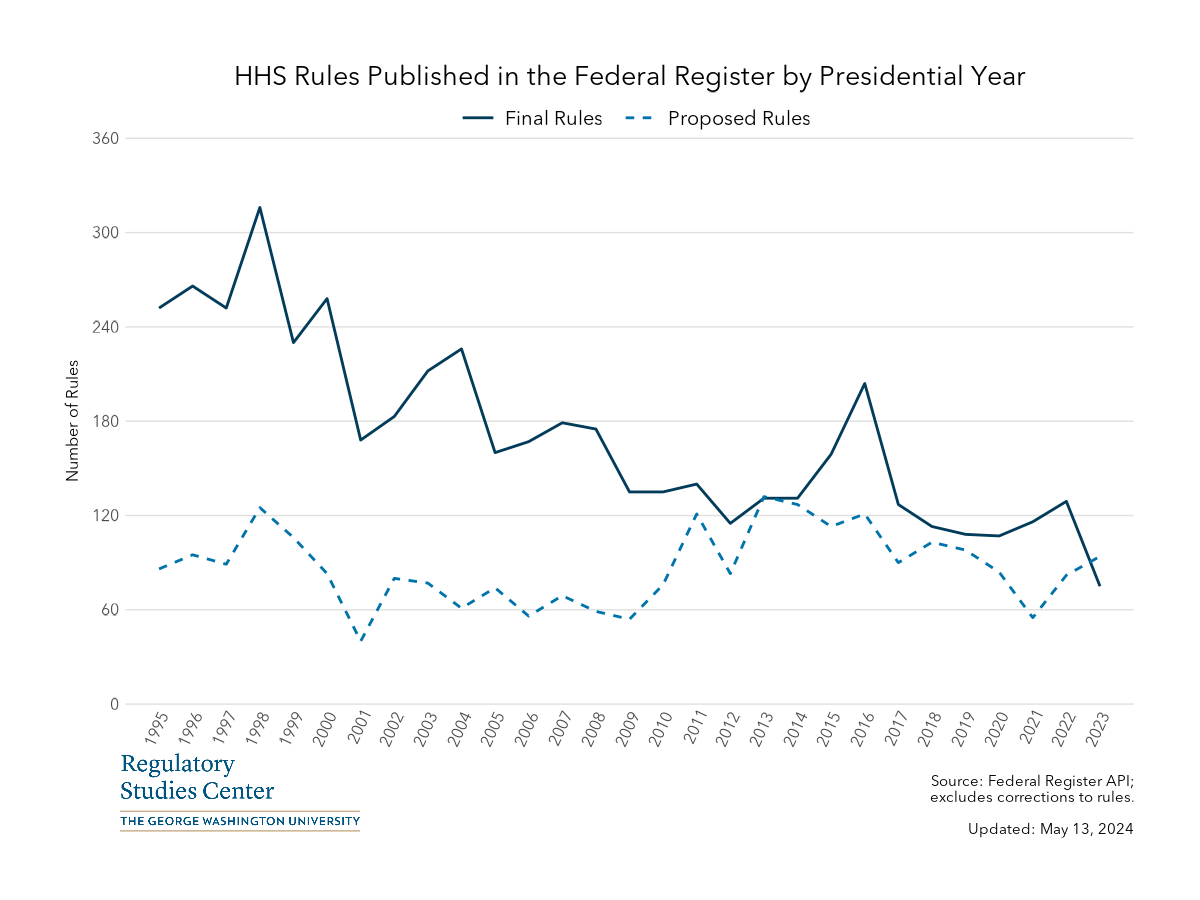 HHS Rules Published in the Federal Register by Presidential Year
Final Rules Proposed Rules
360
300
240
180
120
60
0
Number of Rules
1995 1996 1997 1998 1999 2000 2001 2002 2003 2004 2005 2006 2007 2008 2009 2010 2011 2012 2013 2014 2015 2016 2017 2018 2019 2020 2021 2022 2023
Regulatory
Studies Center
THE GEORGE WASHINGTON UNIVERSITY
Source: Federal Register API;
excludes corrections to rules.
Updated: May 13, 2024